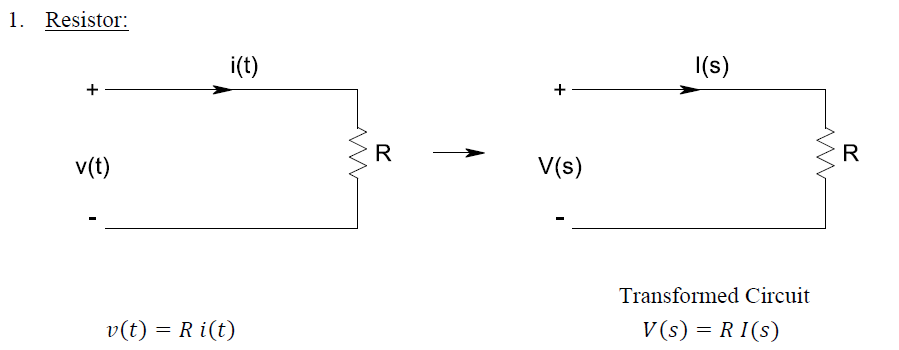 1. Resistor:
i(t)
I(s)
+
+
R
R
v(t)
V(s)
-
-
Transformed Circuit
v(t) = R i(t)
V(s) = R I(s)